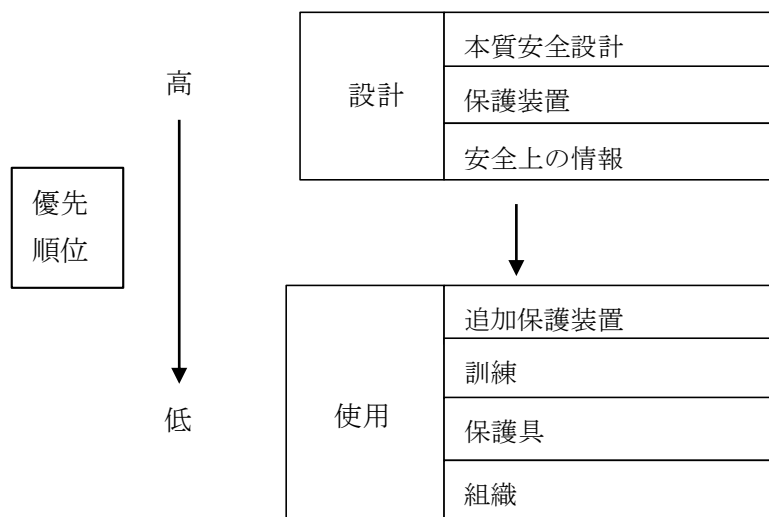 高
優先
順位
低
設計
本質安全設計
保護装置
安全上の情報
使用
追加保護装置
訓練
保護具
組織